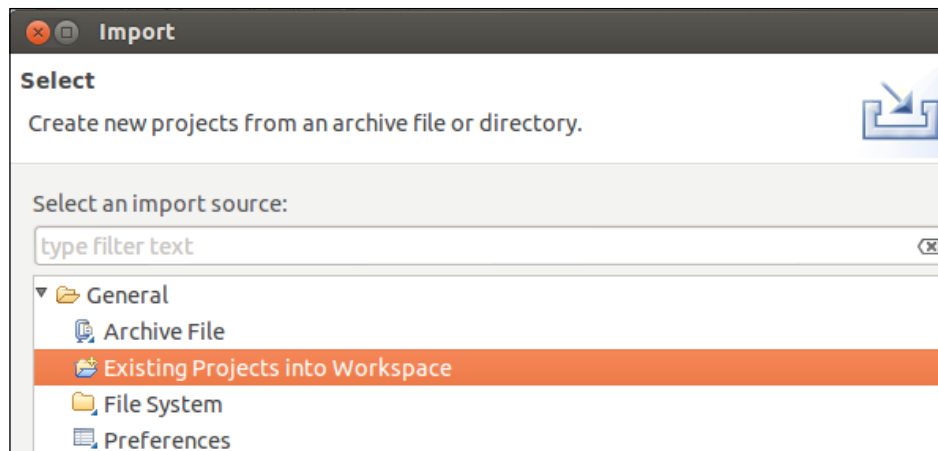 Import
Select
Create new projects from an archive file or directory.
Select an import source:
type filter text
General
Archive File
Existing Projects into Workspace
File System
Preferences